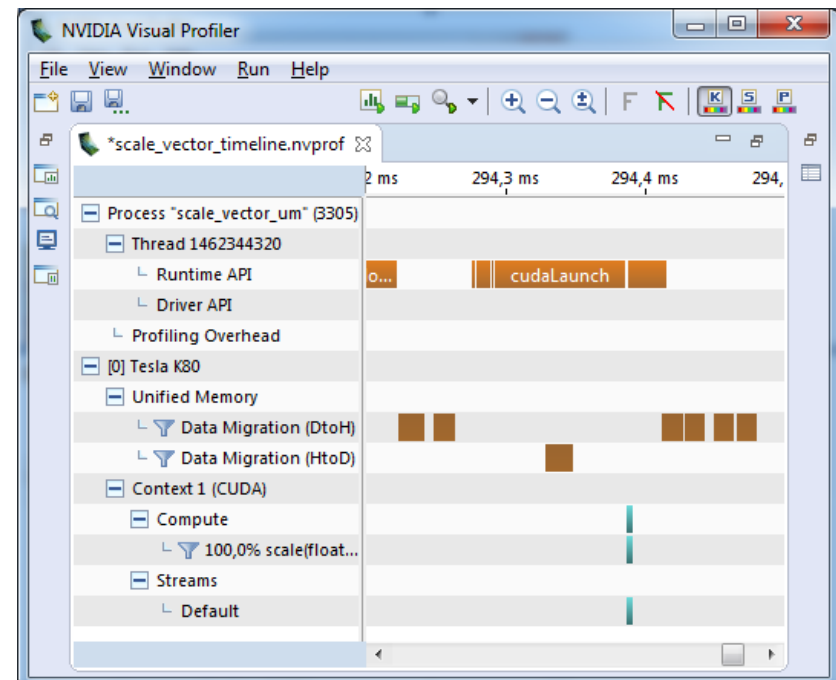 NVIDIA Visual Profiler
File View Window Run Help
F K S P
*scale_vector_timeline.nvprof
2 ms 294,3 ms 294,4 ms 294,
Process "scale_vector_um" (3305)
Thread 1462344320
Runtime API o... cudaLaunch
Driver API
Profiling Overhead
[0] Tesla K80
Unified Memory
Data Migration (DtoH)
Data Migration (HtoD)
Context 1 (CUDA)
Compute
100,0% scale(float...
Streams
Default